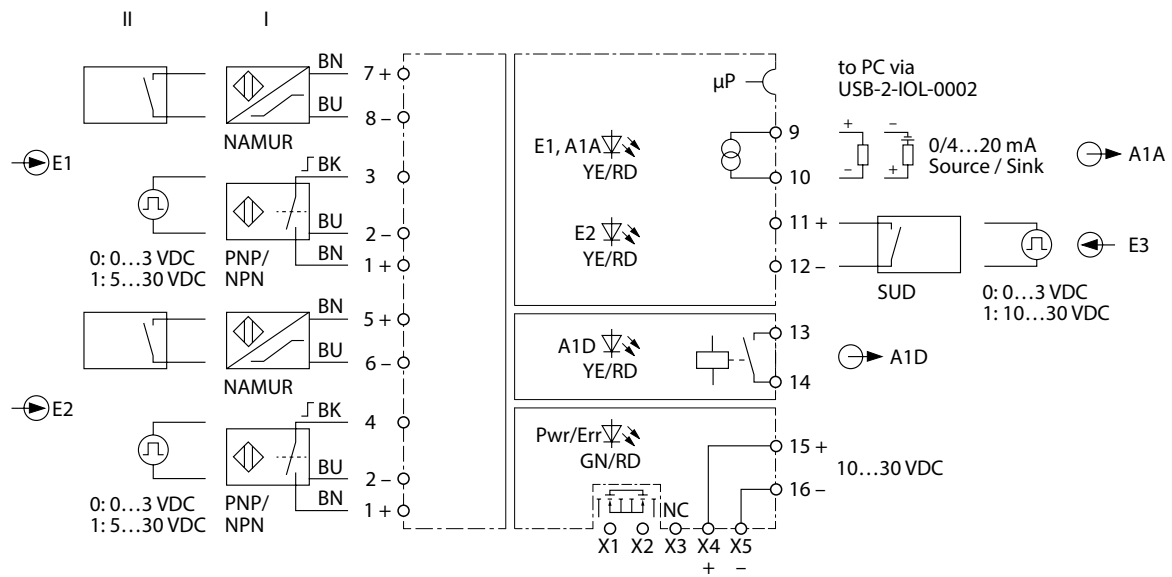 II
I
BN
7 +
BU
8 –
NAMUR
E1
BK
3
BU
2 –
BN
1 +
0: 0…3 VDC
1: 5…30 VDC
PNP/
NPN
BN
5 +
BU
6 –
NAMUR
E2
BK
4
BU
2 –
BN
1 +
0: 0…3 VDC
1: 5…30 VDC
PNP/
NPN
µP
to PC via
USB-2-IOL-0002
E1, A1A
YE/RD
9
10
+
–
–
+
0/4…20 mA
Source / Sink
A1A
E2
YE/RD
11 +
12 –
SUD
E3
0: 0…3 VDC
1: 10…30 VDC
A1D
YE/RD
13
14
A1D
Pwr/Err
GN/RD
15 +
16 –
10…30 VDC
NC
X1
X2
X3
X4
X5
+
–